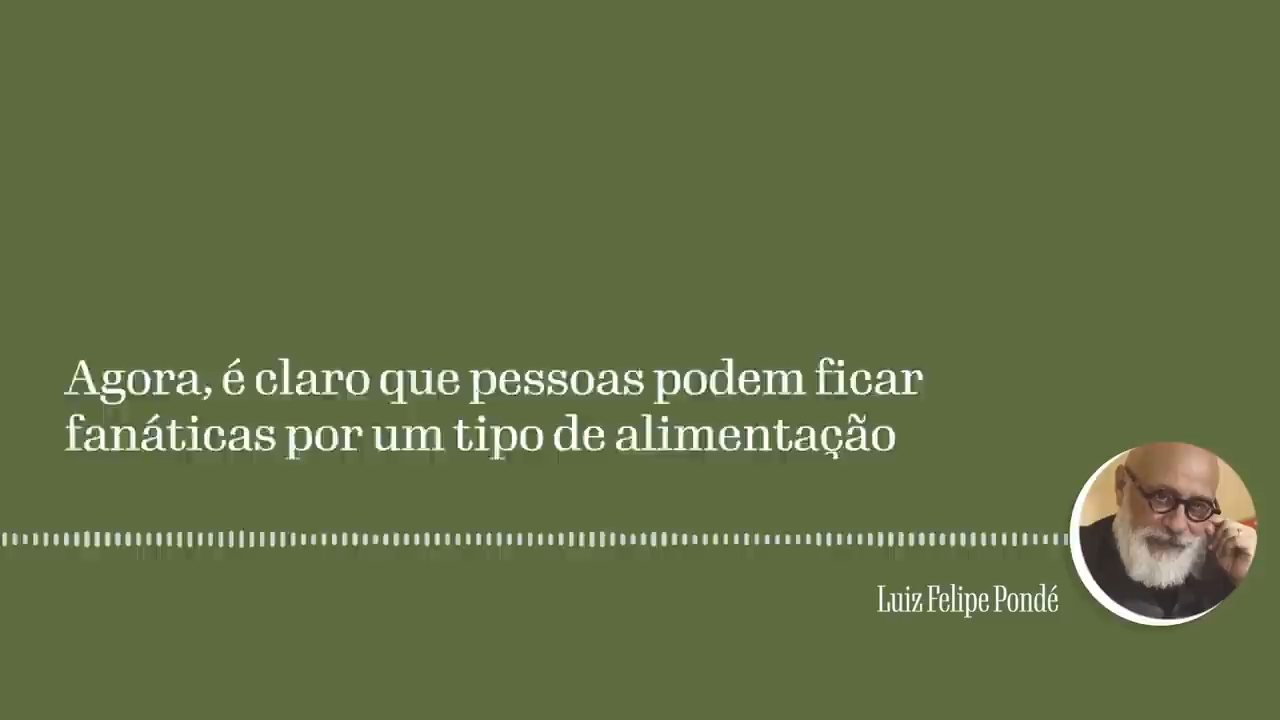 Agora, é claro que pessoas podem ficar
fanáticas por um tipo de alimentação
Luiz Felipe Pondé